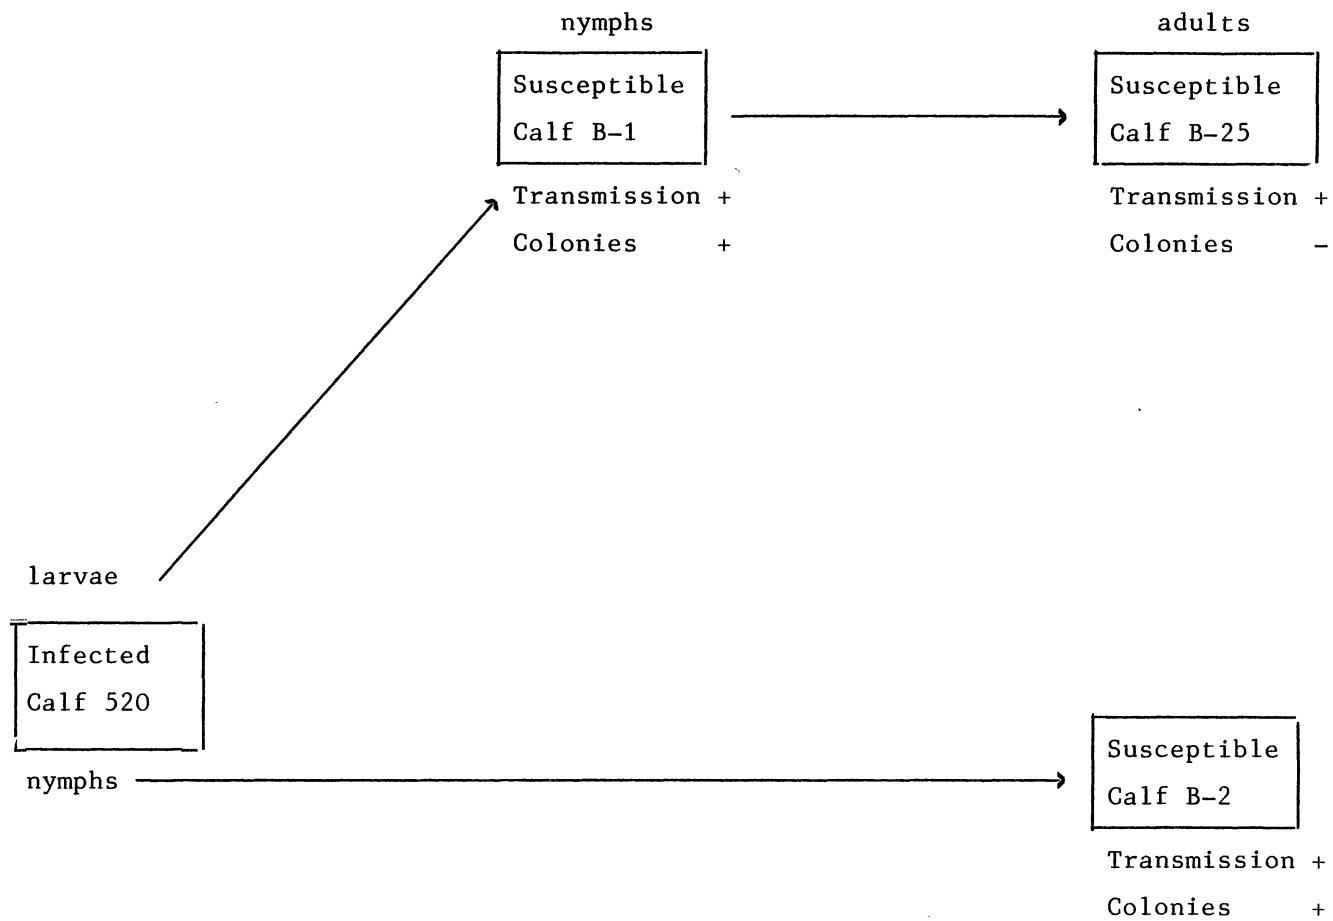 nymphs
Susceptible
Calf B-1
Transmission +
Colonies +
adults
Susceptible
Calf B-25
Transmission +
Colonies -
larvae
Infected
Calf 520
nymphs
Susceptible
Calf B-2
Transmission +
Colonies +